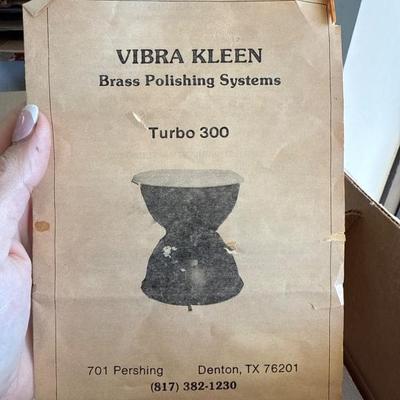 VIBRA KLEEN
Brass Polishing Systems
Turbo 300
701 Pershing Denton, TX 76201
(817) 382-1230